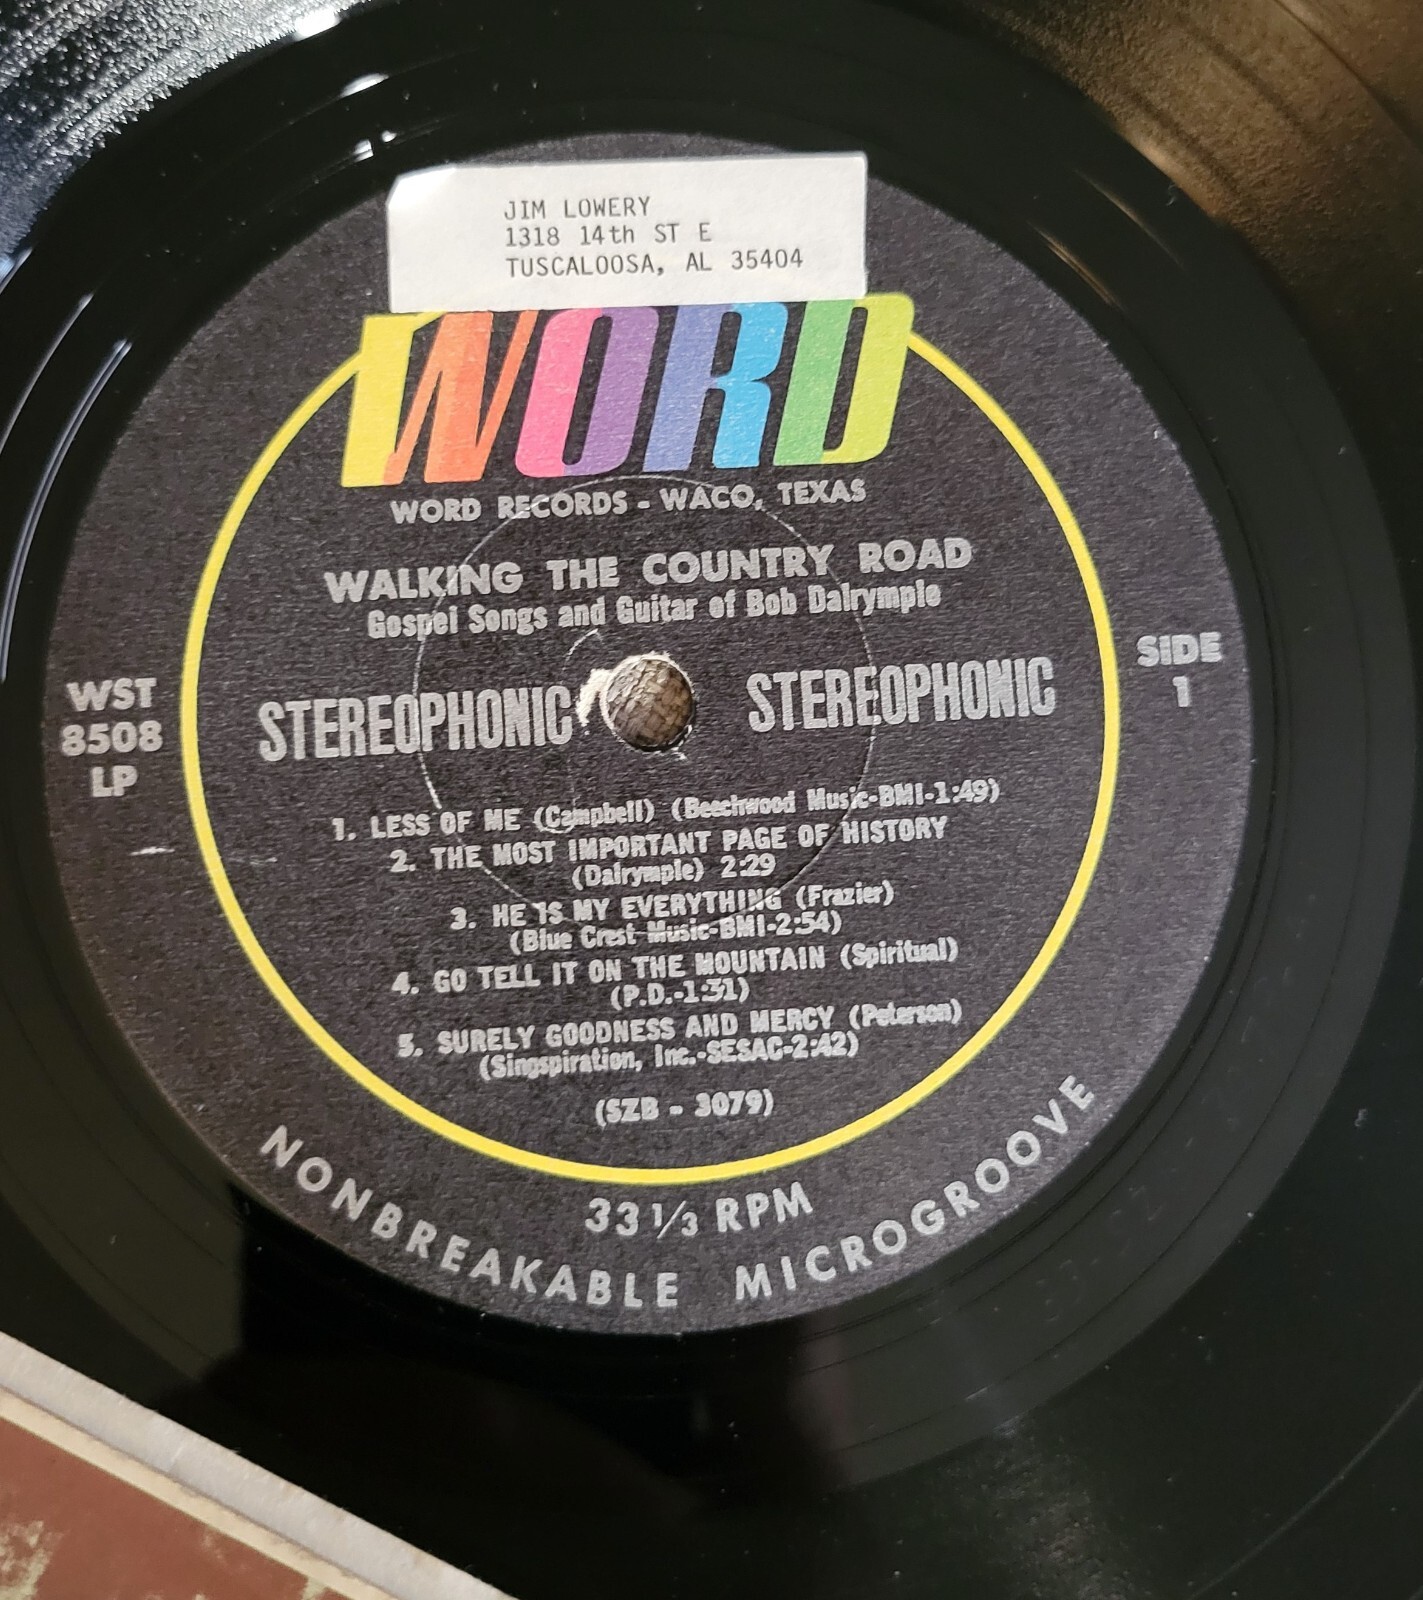 JIM LOWERY
1318 14th ST E
TUSCALOOSA, AL 35404
WORD
WORD RECORDS - WACO, TEXAS
WALKING THE COUNTRY ROAD
Gospel Songs and Guitar of Bob Dalrymple
WST
8508
LP
STEREOPHONIC STEREOPHONIC
SIDE
1
1. LESS OF ME (Campbell) (Beechwood Music-BMI-1:49)
2. THE MOST IMPORTANT PAGE OF HISTORY
(Dalrymple) 2:29
3. HE IS MY EVERYTHING (Frazier)
(Blue Crest Music-BMI-2:54)
4. GO TELL IT ON THE MOUNTAIN (Spiritual)
(P.D.-1:31)
5. SURELY GOODNESS AND MERCY (Peterson)
(Singspiration, Inc.-SESAC-2:42)
(SZB - 3079)
33 1/3 RPM
NONBREAKABLE MICROGROOVE